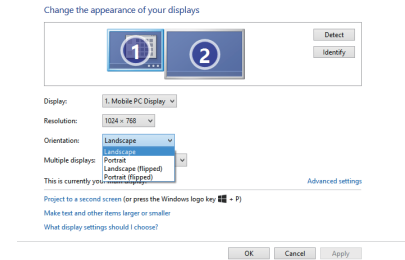 Change the appearance of your displays
1 2
Detect
Identify
Display: 1. Mobile PC Display
Resolution: 1024 × 768
Orientation: Landscape
Landscape
Multiple displays: Portrait
Landscape (flipped)
Portrait (flipped)
This is currently your main display.
Advanced settings
Project to a second screen (or press the Windows logo key + P)
Make text and other items larger or smaller
What display settings should I choose?
OK Cancel Apply